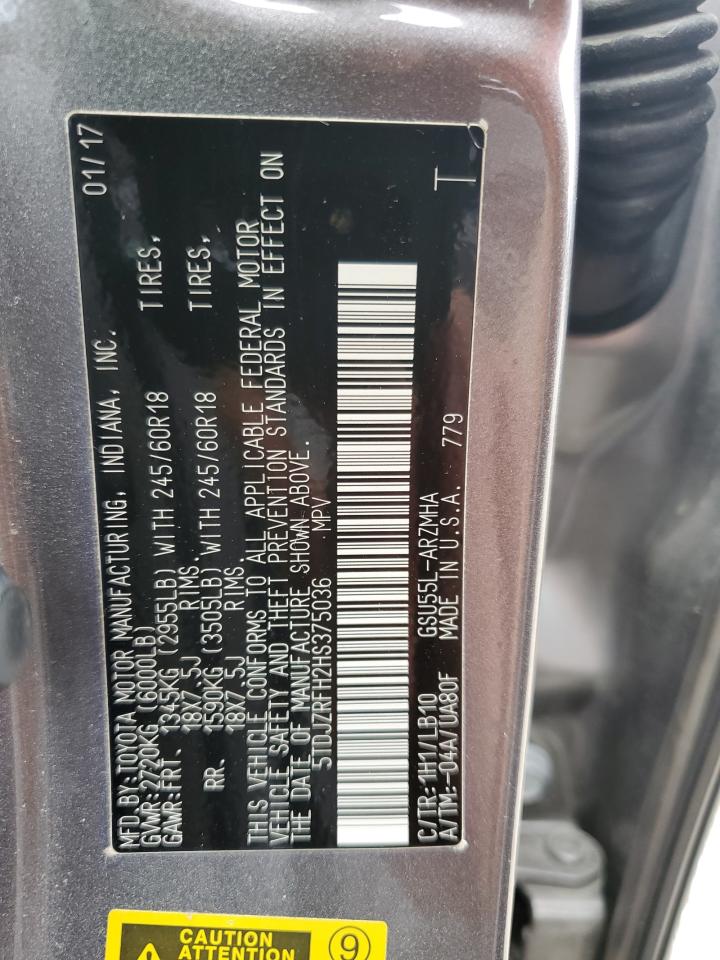 MFD.BY:TOYOTA MOTOR MANUFACTURING, INDIANA, INC. 01/17
GVWR:2720KG (6000LB)
GAWR:FRT. 1345KG (2955LB) WITH 245/60R18 TIRES,
18X7.5J RIMS
RR. 1590KG (3505LB) WITH 245/60R18 TIRES,
18X7.5J RIMS
THIS VEHICLE CONFORMS TO ALL APPLICABLE FEDERAL MOTOR
VEHICLE SAFETY AND THEFT PREVENTION STANDARDS IN EFFECT ON
THE DATE OF MANUFACTURE SHOWN ABOVE.
5TDJZRFH2HS375036 MPV
C/TR:1H1/LB10 GSU55L-ARZMHA T
A/TM:-04A/UA80F MADE IN U.S.A. 779
CAUTION
ATTENTION
9